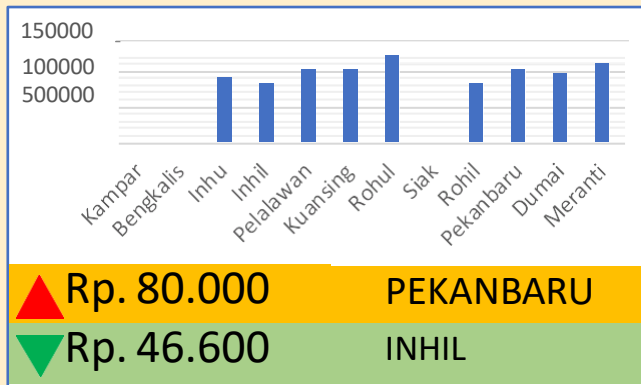 150000
100000
500000
Kampar
Bengkalis
Inhu
Inhil
Pelalawan
Kuansing
Rohul
Siak
Rohil
Pekanbaru
Dumai
Meranti
Rp. 80.000 PEKANBARU
Rp. 46.600 INHIL